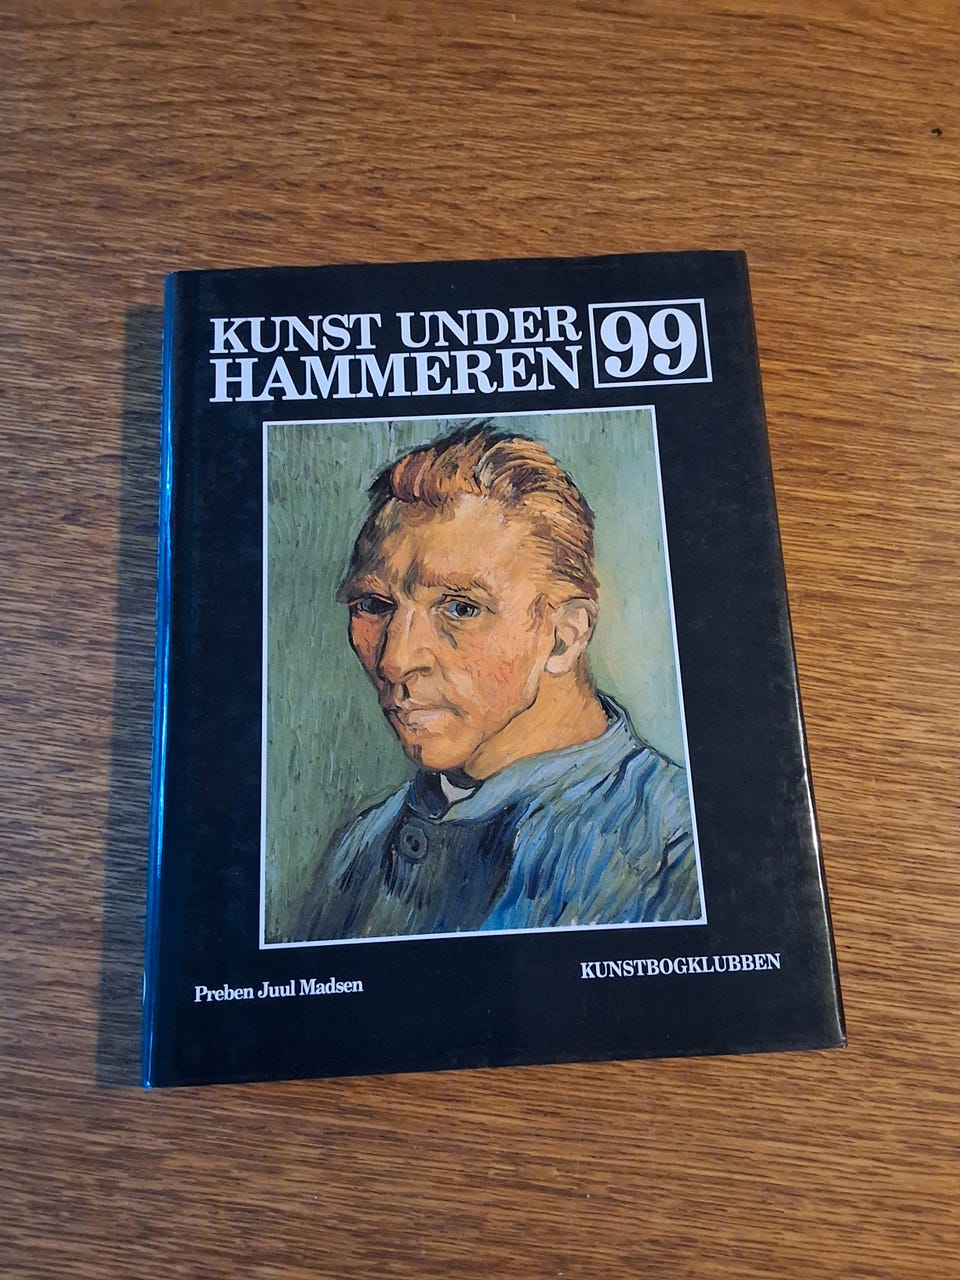 KUNST UNDER
HAMMEREN 99
Preben Juul Madsen
KUNSTBOGKLUBBEN